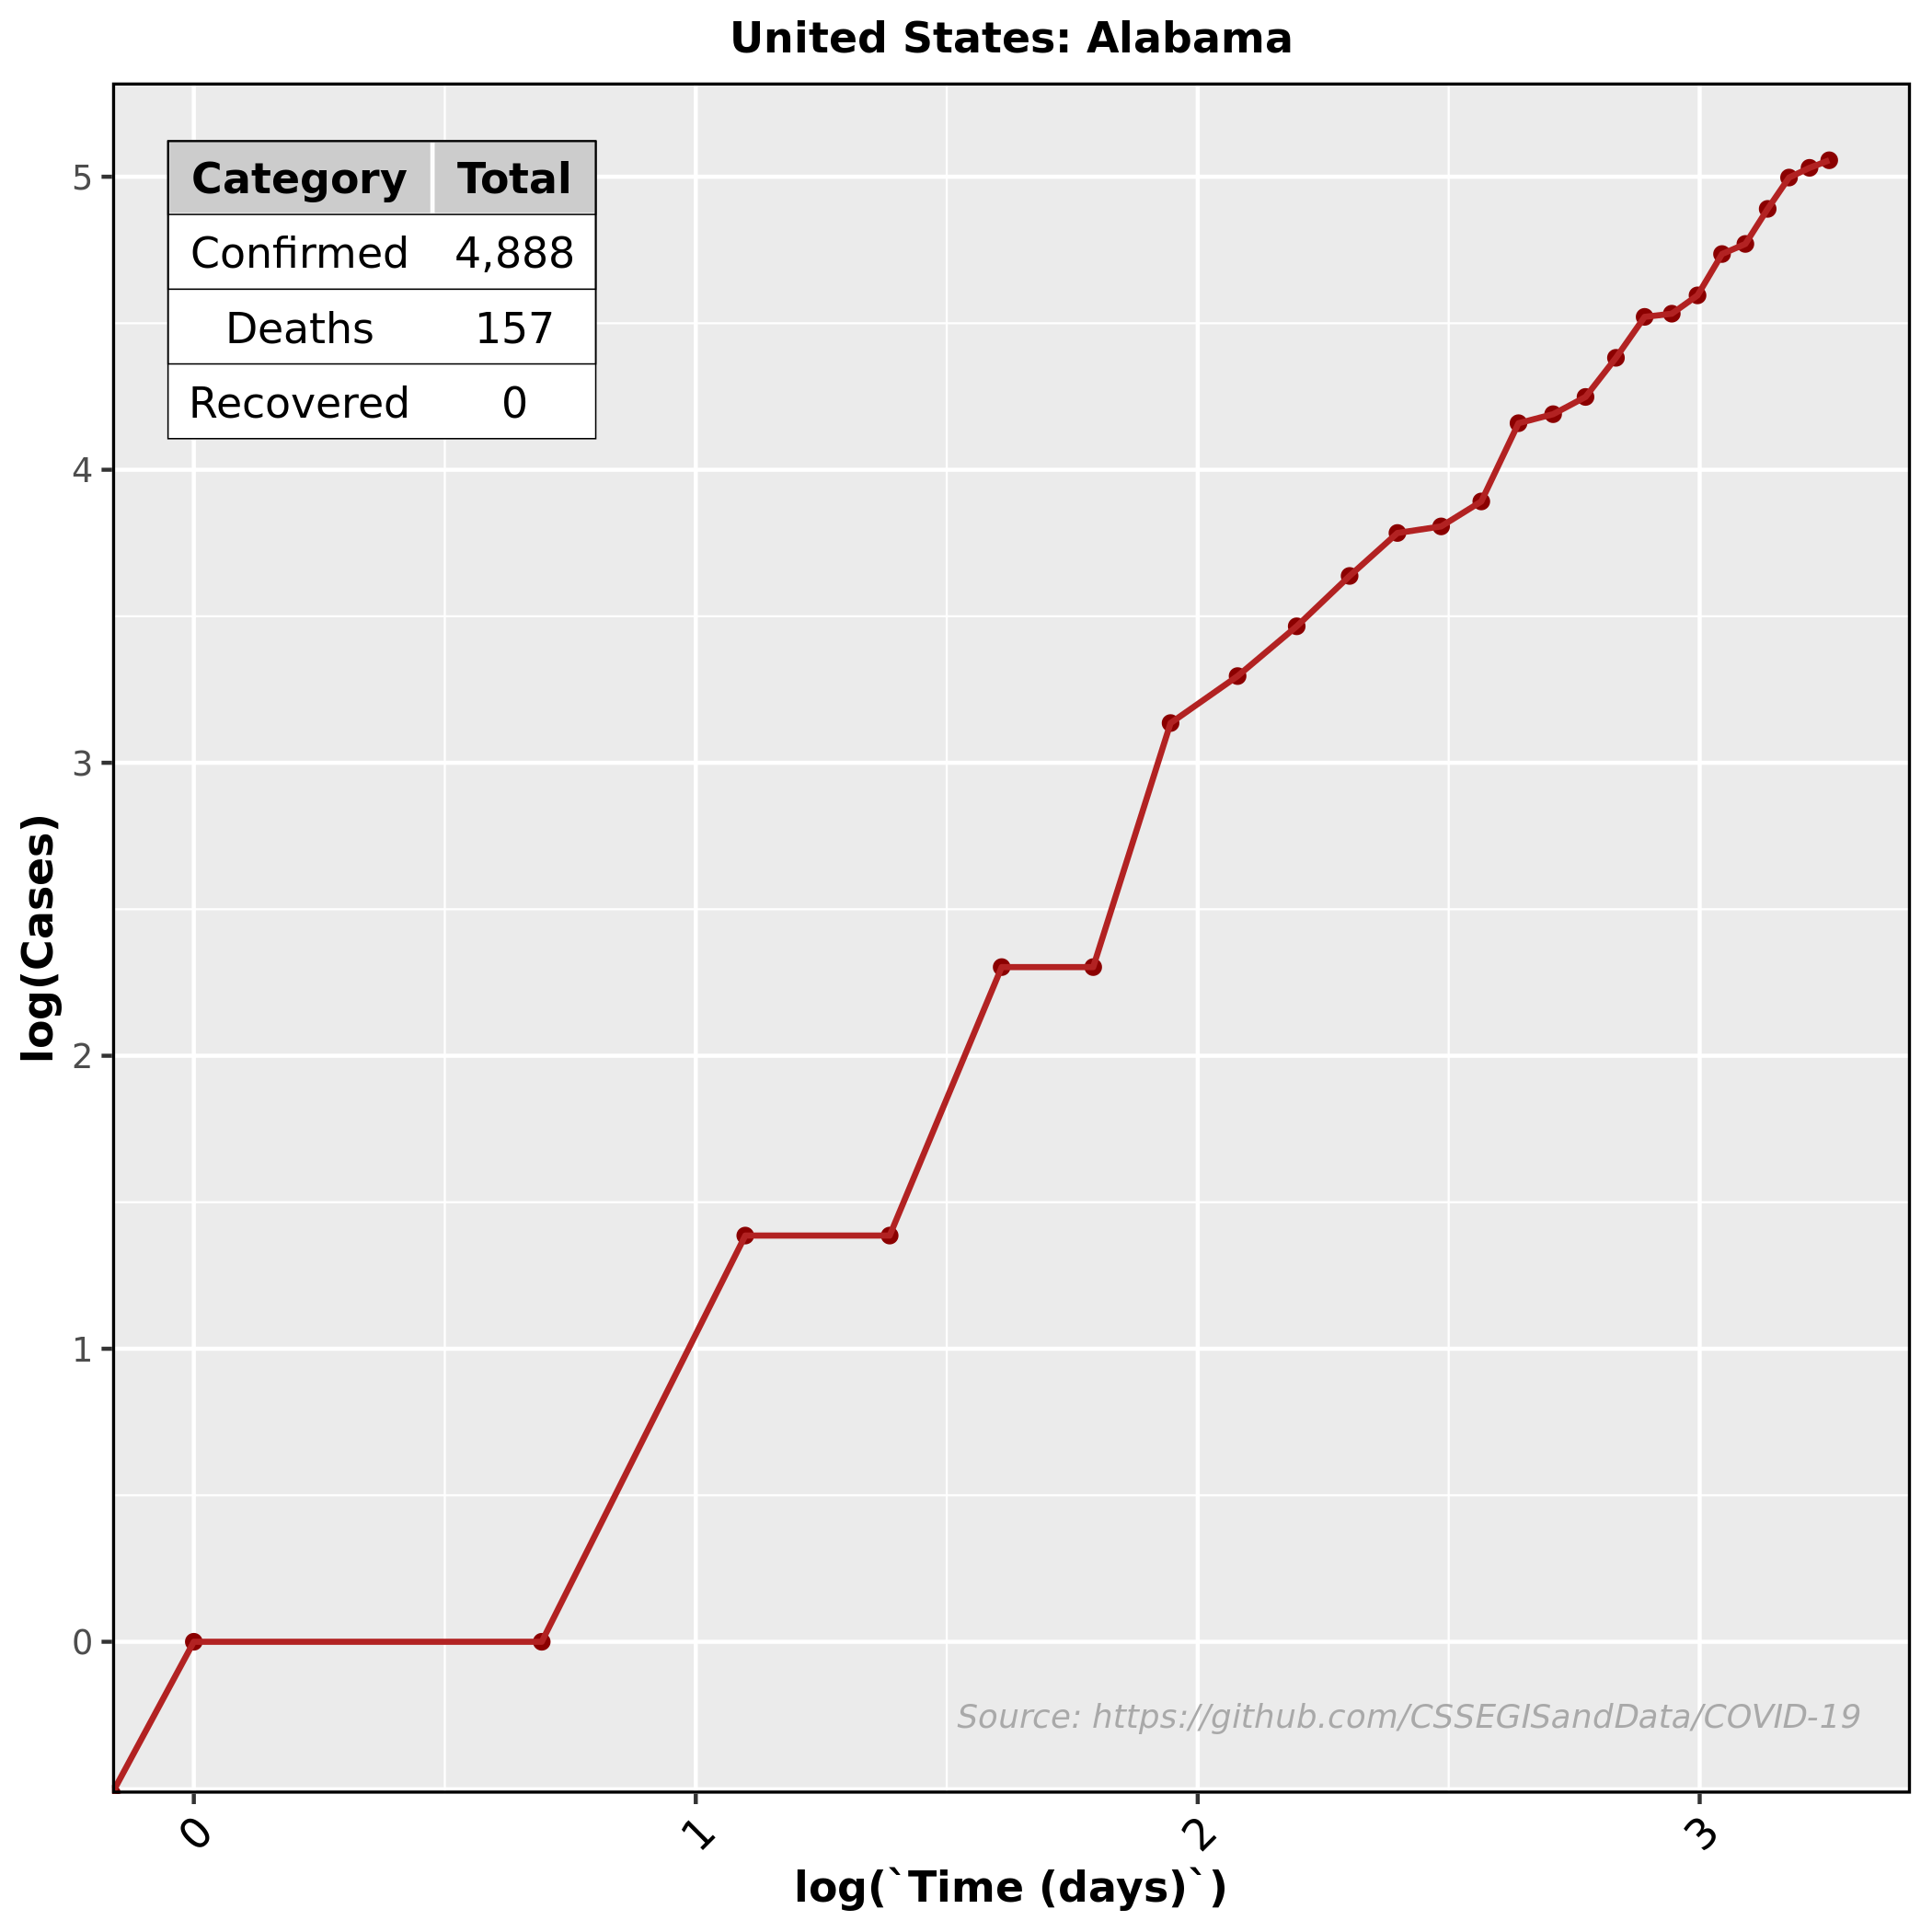 United States: Alabama
Category Total
Confirmed 4,888
Deaths 157
Recovered 0
5
4
3
2
1
0
log(Cases)
Source: https://github.com/CSSEGISandData/COVID-19
0 1 2 3
log(`Time (days)`)